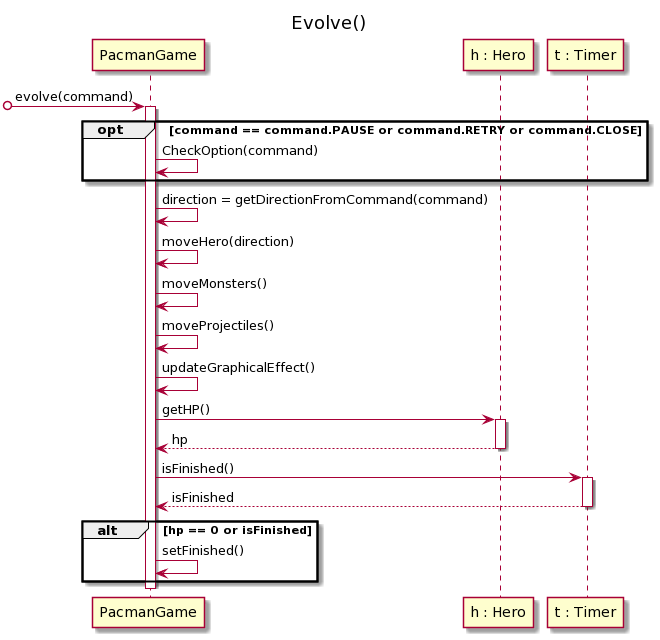 Evolve()
PacmanGame
h : Hero
t : Timer
evolve(command)
opt
[command == command.PAUSE or command.RETRY or command.CLOSE]
CheckOption(command)
direction = getDirectionFromCommand(command)
moveHero(direction)
moveMonsters()
moveProjectiles()
updateGraphicalEffect()
getHP()
hp
isFinished()
isFinished
alt
[hp == 0 or isFinished]
setFinished()
PacmanGame
h : Hero
t : Timer